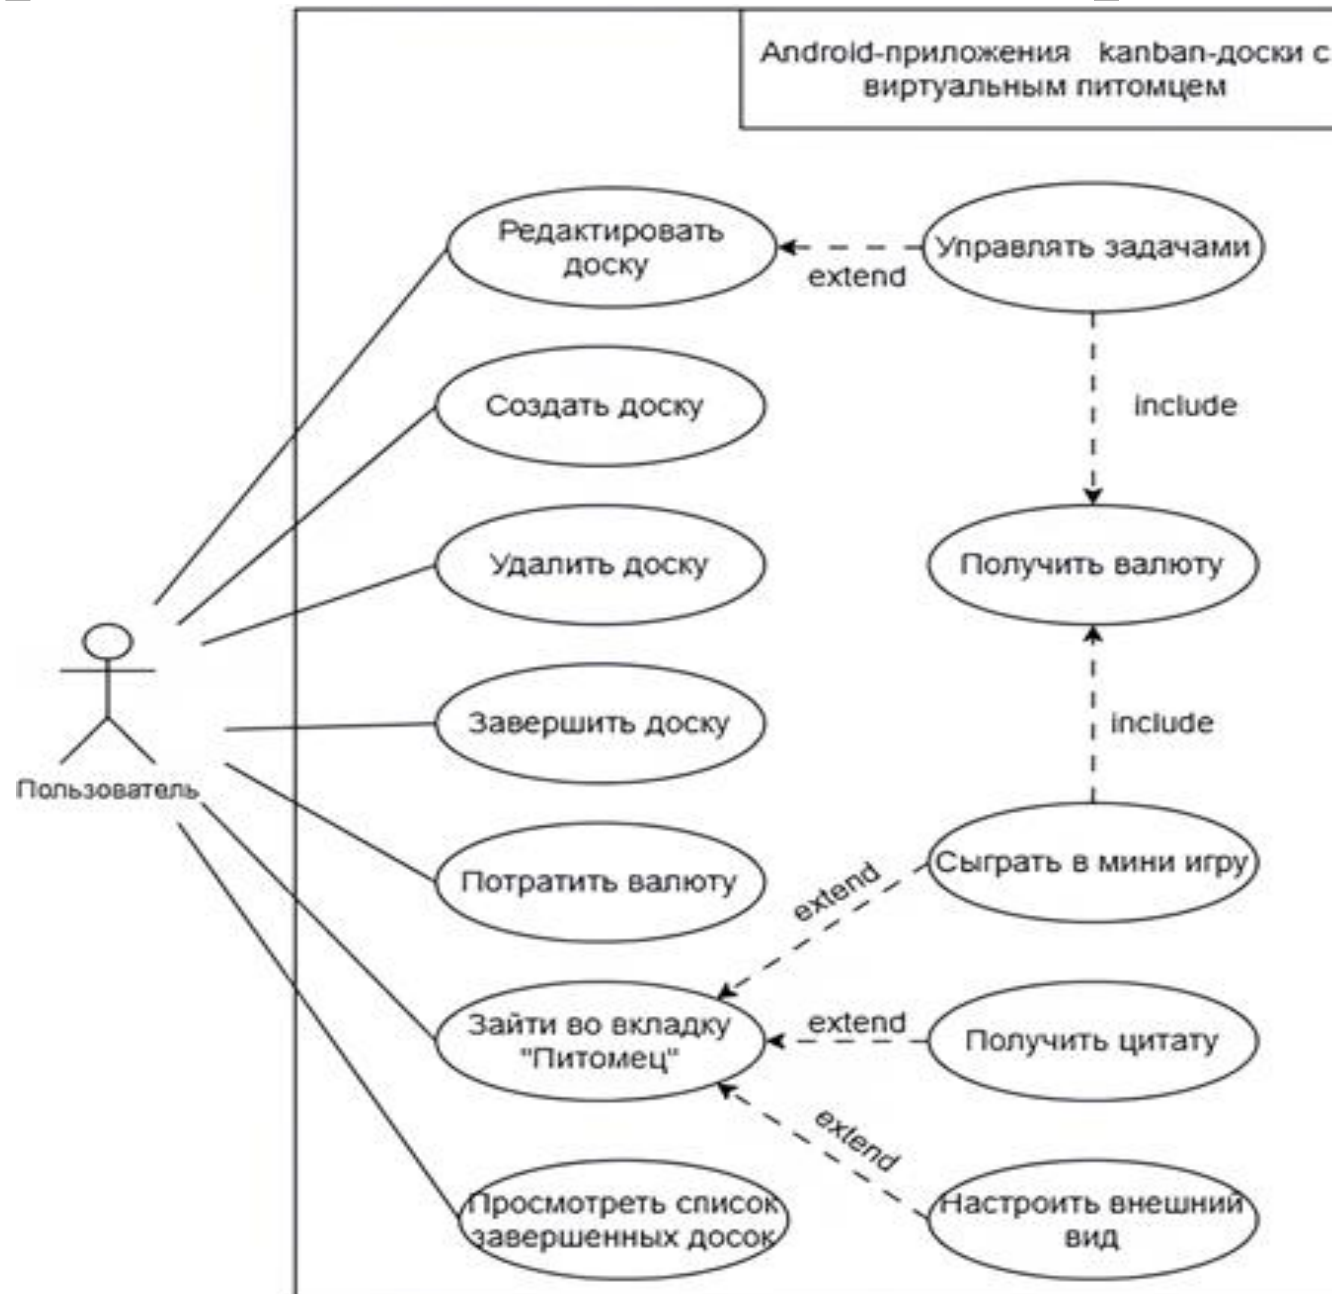 Android-приложения kanban-доски с
виртуальным питомцем
Редактировать
доску
extend
Управлять задачами
Создать доску
include
Удалить доску
Получить валюту
Завершить доску
include
Пользователь
Потратить валюту
extend
Сыграть в мини игру
Зайти во вкладку
"Питомец"
extend
Получить цитату
extend
Просмотреть список
завершенных досок
Настроить внешний
вид